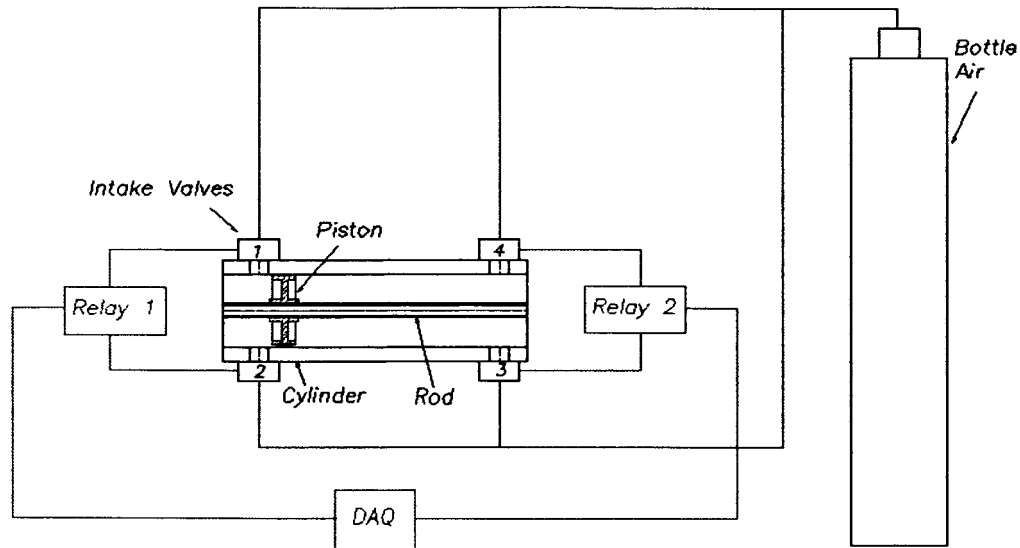 Bottle
Air
Intake Valves
Piston
1
4
Relay 1
Relay 2
2
3
Cylinder
Rod
DAQ